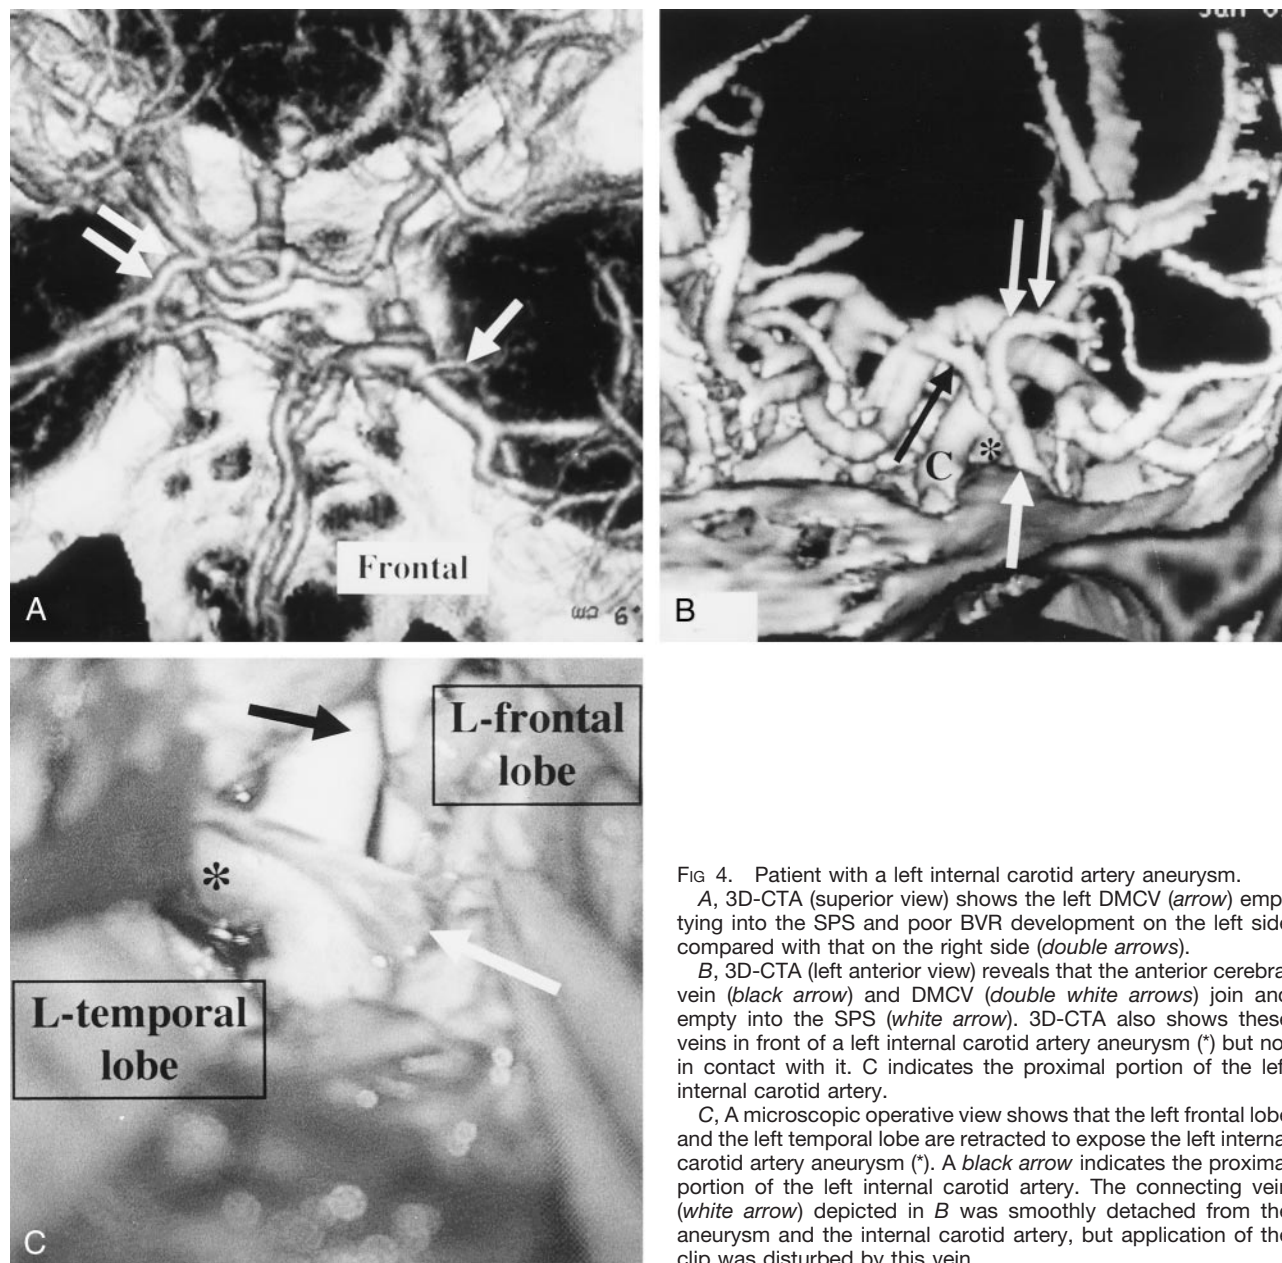 Jun 6
Frontal
A
B
L-frontal
lobe
C
*
*
L-temporal
lobe
C
FIG 4. Patient with a left internal carotid artery aneurysm.
A, 3D-CTA (superior view) shows the left DMCV (arrow) emp
tying into the SPS and poor BVR development on the left side
compared with that on the right side (double arrows).
B, 3D-CTA (left anterior view) reveals that the anterior cerebra
vein (black arrow) and DMCV (double white arrows) join and
empty into the SPS (white arrow). 3D-CTA also shows these
veins in front of a left internal carotid artery aneurysm (*) but no
in contact with it. C indicates the proximal portion of the lef
internal carotid artery.
C, A microscopic operative view shows that the left frontal lobe
and the left temporal lobe are retracted to expose the left interna
carotid artery aneurysm (*). A black arrow indicates the proxima
portion of the left internal carotid artery. The connecting vein
(white arrow) depicted in B was smoothly detached from the
aneurysm and the internal carotid artery, but application of the
clip was disturbed by this vein.